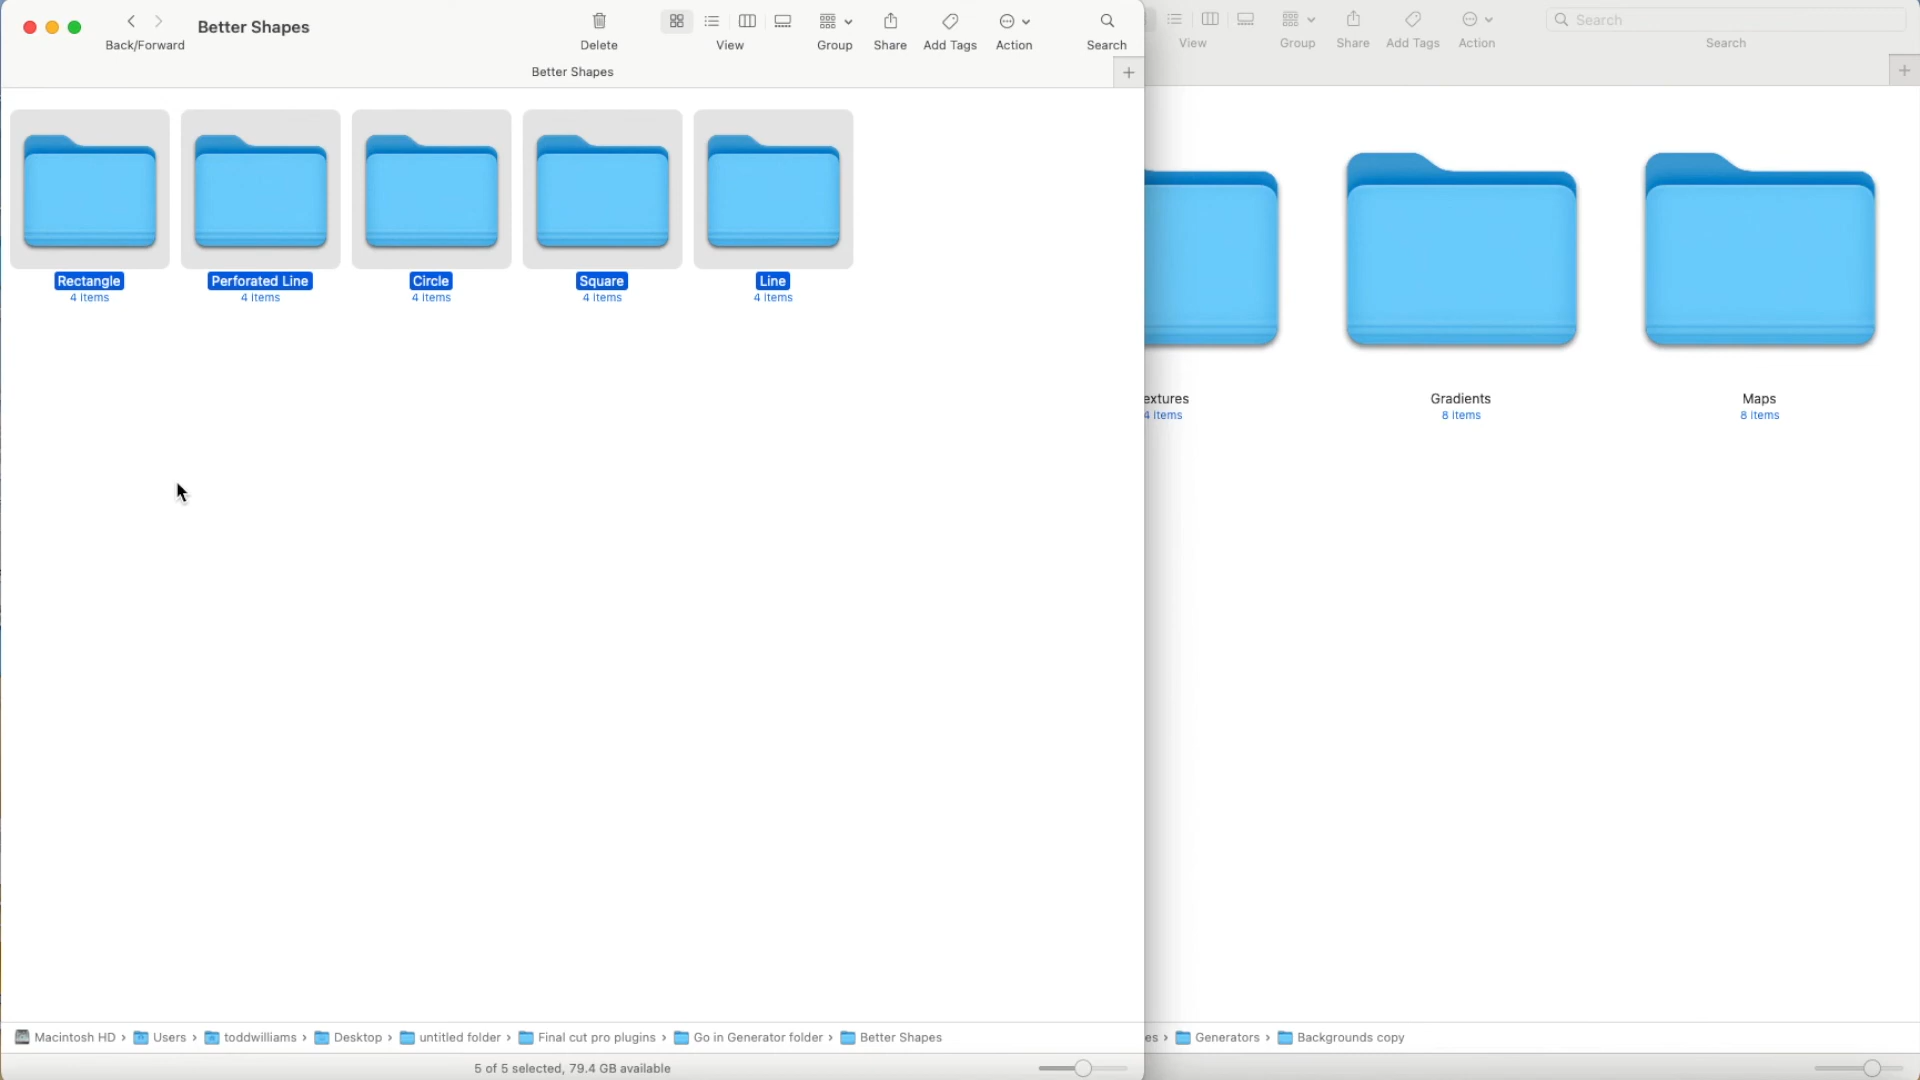 Better Shapes
Back/Forward
Delete
View
Group
Share
Add Tags
Action
Search
Better Shapes
Rectangle
4 items
Perforated Line
4 items
Circle
4 items
Square
4 items
Line
4 items
Macintosh HD › Users › toddwilliams › Desktop › untitled folder › Final cut pro plugins › Go in Generator folder › Better Shapes
5 of 5 selected, 79.4 GB available
View
Group
Share
Add Tags
Action
Search
Search
extures
4 items
Gradients
8 items
Maps
8 items
es › Generators › Backgrounds copy